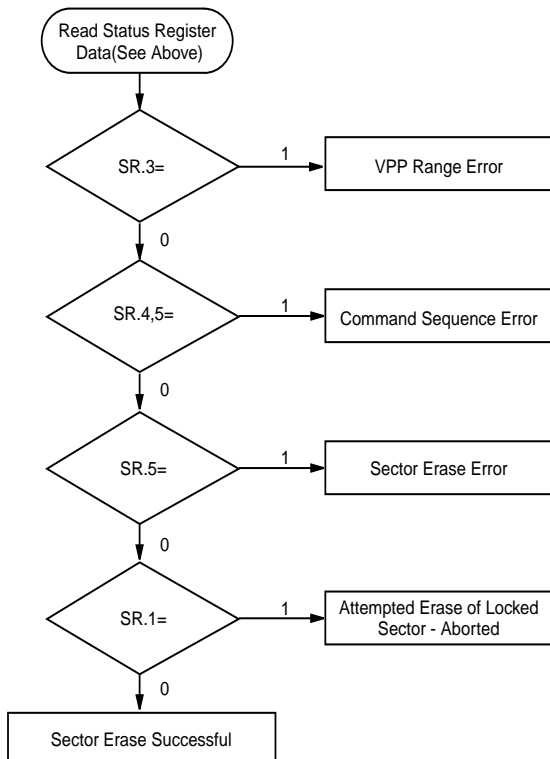 Read Status Register
Data(See Above)
SR.3=
1
VPP Range Error
0
SR.4,5=
1
Command Sequence Error
0
SR.5=
1
Sector Erase Error
0
SR.1=
1
Attempted Erase of Locked
Sector - Aborted
0
Sector Erase Successful